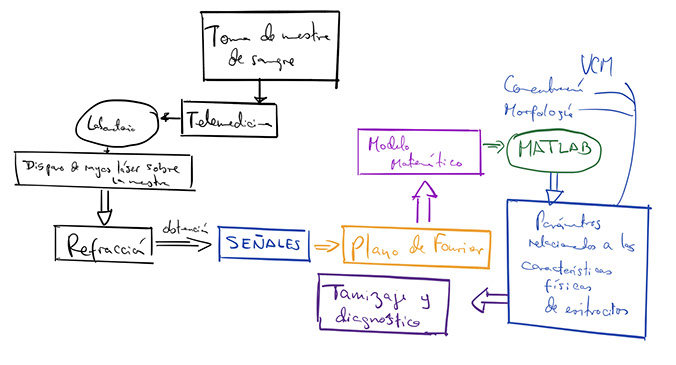 Toma de muestra
de sangre
Telemedicina
Laboratorio
Disparo de rayos láser sobre
la muestra
Refracción
obtención
SEÑALES
Plano de Fourier
Modelo
Matemático
MATLAB
VCM
Concentración
Morfología
Parámetros
relacionado a las
características
físicas
de eritrocitos
Tamizaje y
diagnóstico